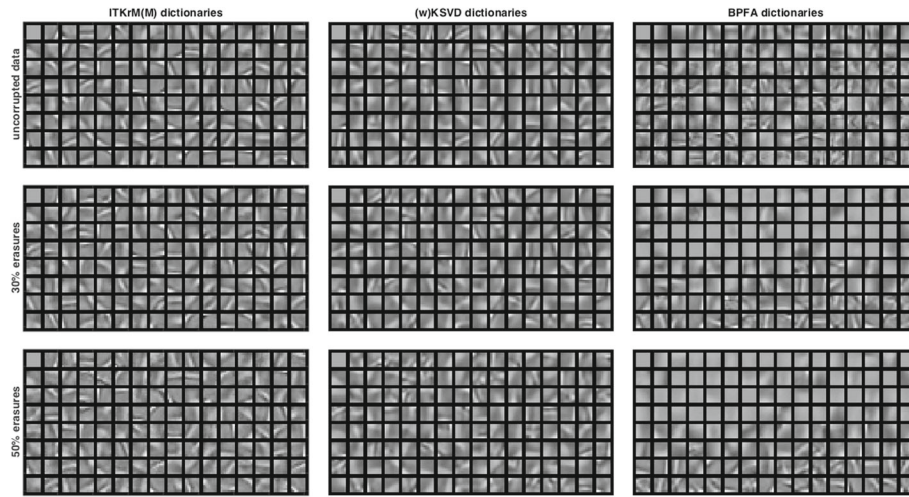 ITKrM(M) dictionaries
(w)KSVD dictionaries
BPFA dictionaries
uncorrupted data
30% erasures
50% erasures